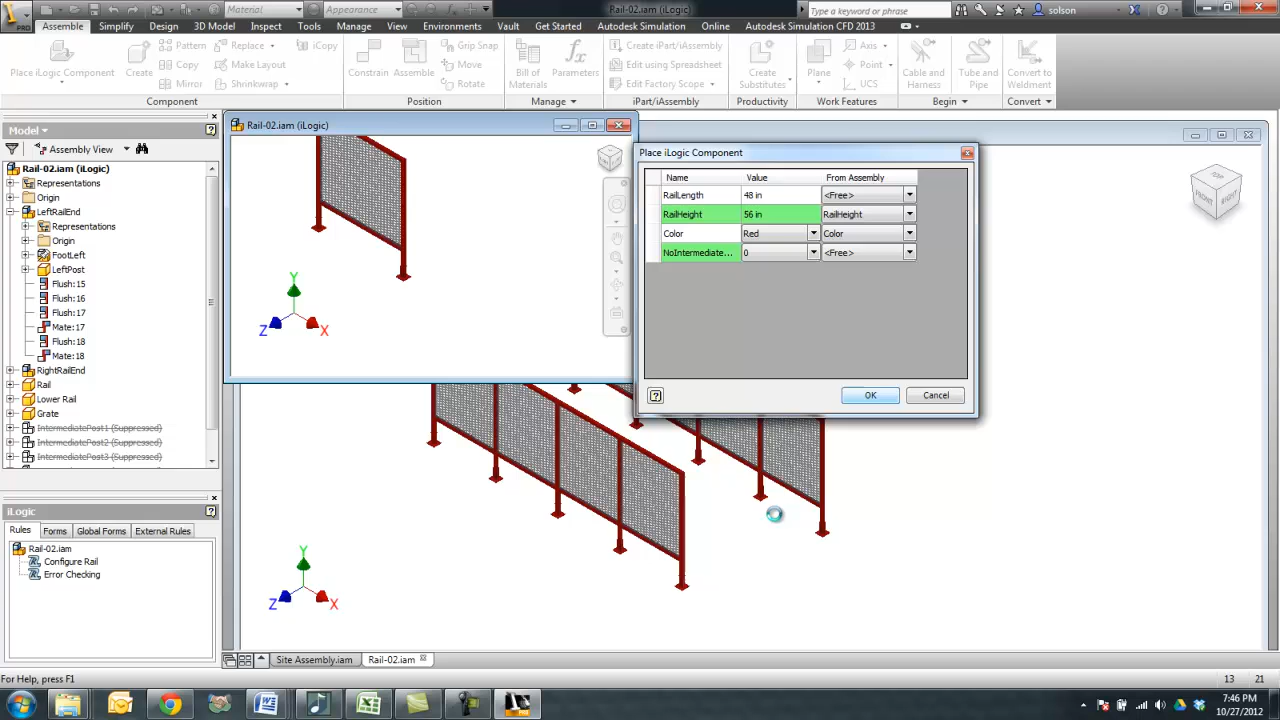 Material
Appearance
Rail-02.iam (iLogic)
Type a keyword or phrase
solson
PRO
Assemble
Simplify
Design
3D Model
Inspect
Tools
Manage
View
Environments
Vault
Get Started
Autodesk Simulation
Online
Autodesk Simulation CFD 2013
Place iLogic Component
Create
Pattern
Copy
Mirror
Replace
Make Layout
Shrinkwrap
iCopy
Constrain
Assemble
Grip Snap
Move
Rotate
Bill of
Materials
Parameters
Create iPart/iAssembly
Edit using Spreadsheet
Edit Factory Scope
Create
Substitutes
Plane
Axis
Point
UCS
Cable and
Harness
Tube and
Pipe
Convert to
Weldment
Component
Position
Manage
iPart/iAssembly
Productivity
Work Features
Begin
Convert
Model
Assembly View
Rail-02.iam (iLogic)
Representations
Origin
LeftRailEnd
Representations
Origin
FootLeft
LeftPost
Flush:15
Flush:16
Flush:17
Mate:17
Flush:18
Mate:18
RightRailEnd
Rail
Lower Rail
Grate
IntermediatePost1 (Suppressed)
IntermediatePost2 (Suppressed)
IntermediatePost3 (Suppressed)
iLogic
Rules
Forms
Global Forms
External Rules
Rail-02.iam
Configure Rail
Error Checking
Rail-02.iam (iLogic)
Y
Z
X
Place iLogic Component
Name
Value
From Assembly
RailLength
48 in
<Free>
RailHeight
56 in
RailHeight
Color
Red
Color
NoIntermediate...
0
<Free>
OK
Cancel
Y
Z
X
Site Assembly.iam
Rail-02.iam
For Help, press F1
13
21
7:46 PM
10/27/2012